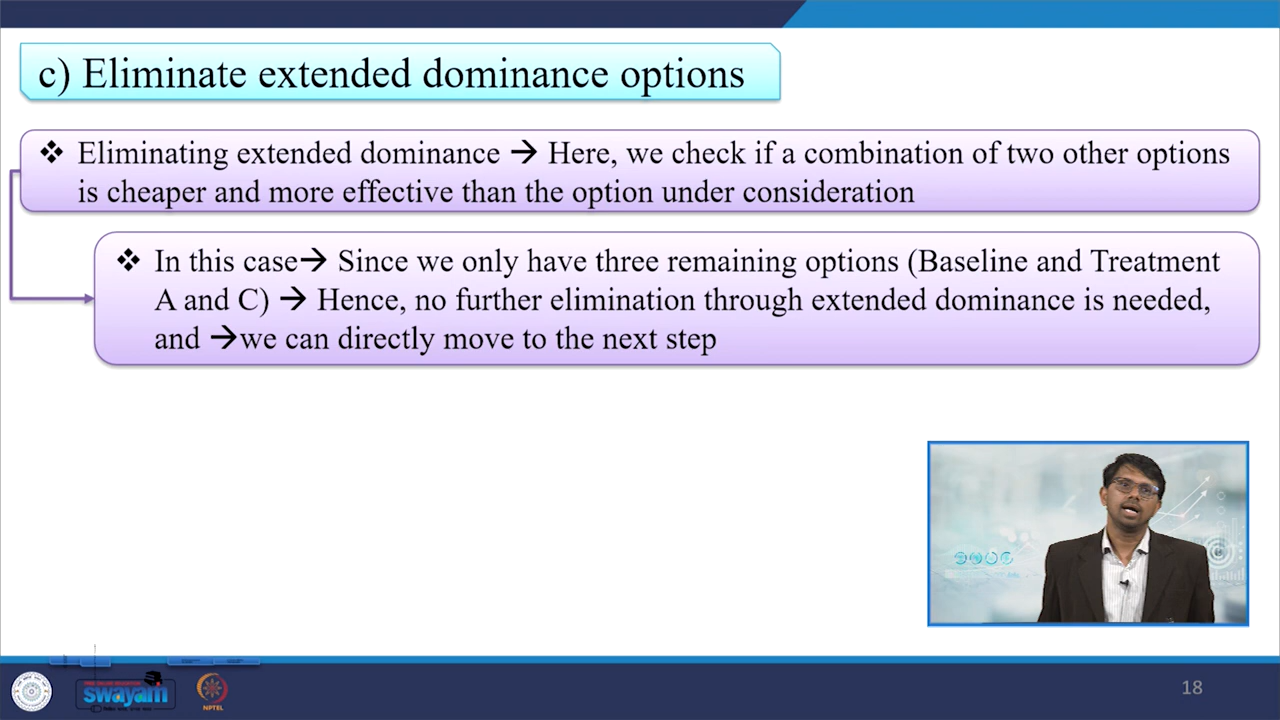 c) Eliminate extended dominance options
❖ Eliminating extended dominance → Here, we check if a combination of two other options
is cheaper and more effective than the option under consideration
❖ In this case→ Since we only have three remaining options (Baseline and Treatment
A and C) → Hence, no further elimination through extended dominance is needed,
and →we can directly move to the next step
swayam
NPTEL
18